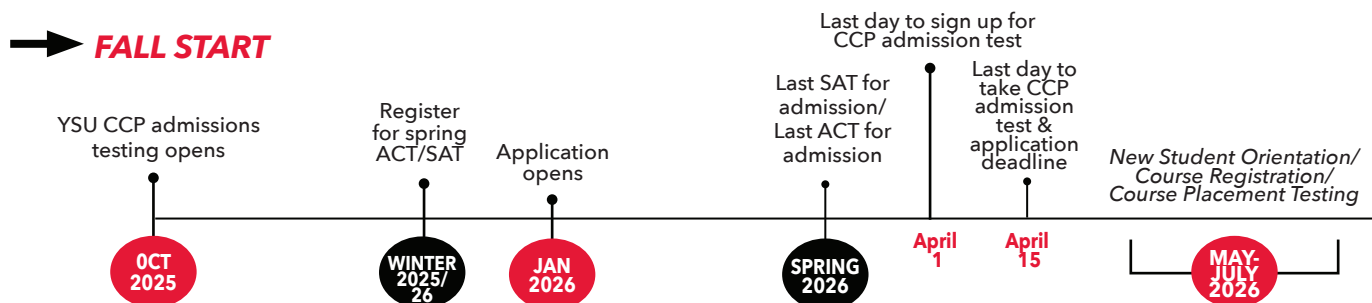 FALL START
YSU CCP admissions
testing opens
0CT
2025
Register
for spring
ACT/SAT
WINTER
2025/
26
Application
opens
JAN
2026
Last SAT for
admission/
Last ACT for
admission
SPRING
2026
Last day to sign up for
CCP admission test
April
1
Last day to
take CCP
admission
test &
application
deadline
April
15
New Student Orientation/
Course Registration/
Course Placement Testing
MAY-
JULY
2026